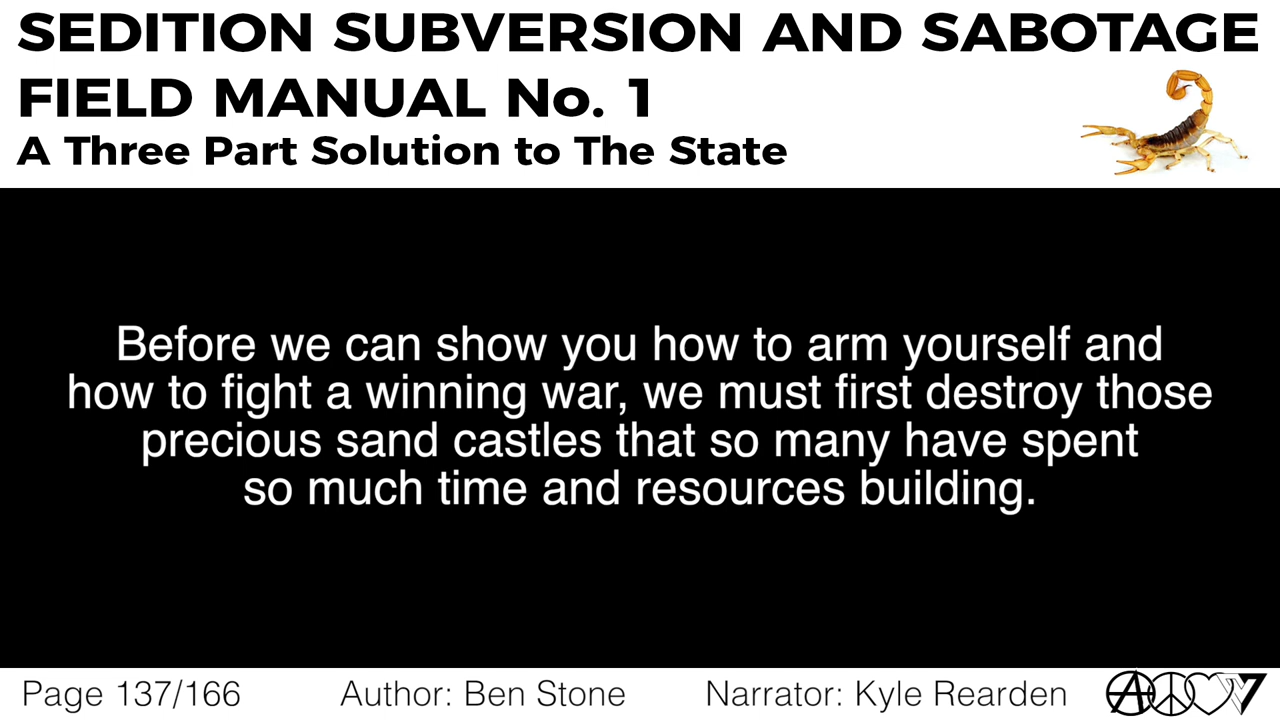 SEDITION SUBVERSION AND SABOTAGE
FIELD MANUAL No. 1
A Three Part Solution to The State
Before we can show you how to arm yourself and
how to fight a winning war, we must first destroy those
precious sand castles that so many have spent
so much time and resources building.
Page 137/166 Author: Ben Stone Narrator: Kyle Rearden